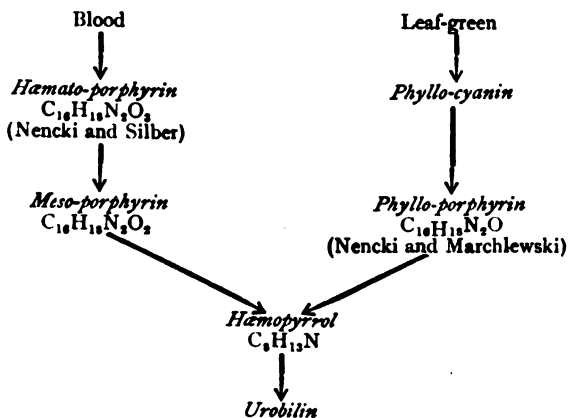 Blood
Hæmato-porphyrin
C₁₆H₁₈N₂O₃
(Nencki and Silber)
Meso-porphyrin
C₁₆H₁₈N₂O₂
Leaf-green
Phyllo-cyanin
Phyllo-porphyrin
C₁₆H₁₈N₂O
(Nencki and Marchlewski)
Hæmopyrrol
C₈H₁₃N
Urobilin